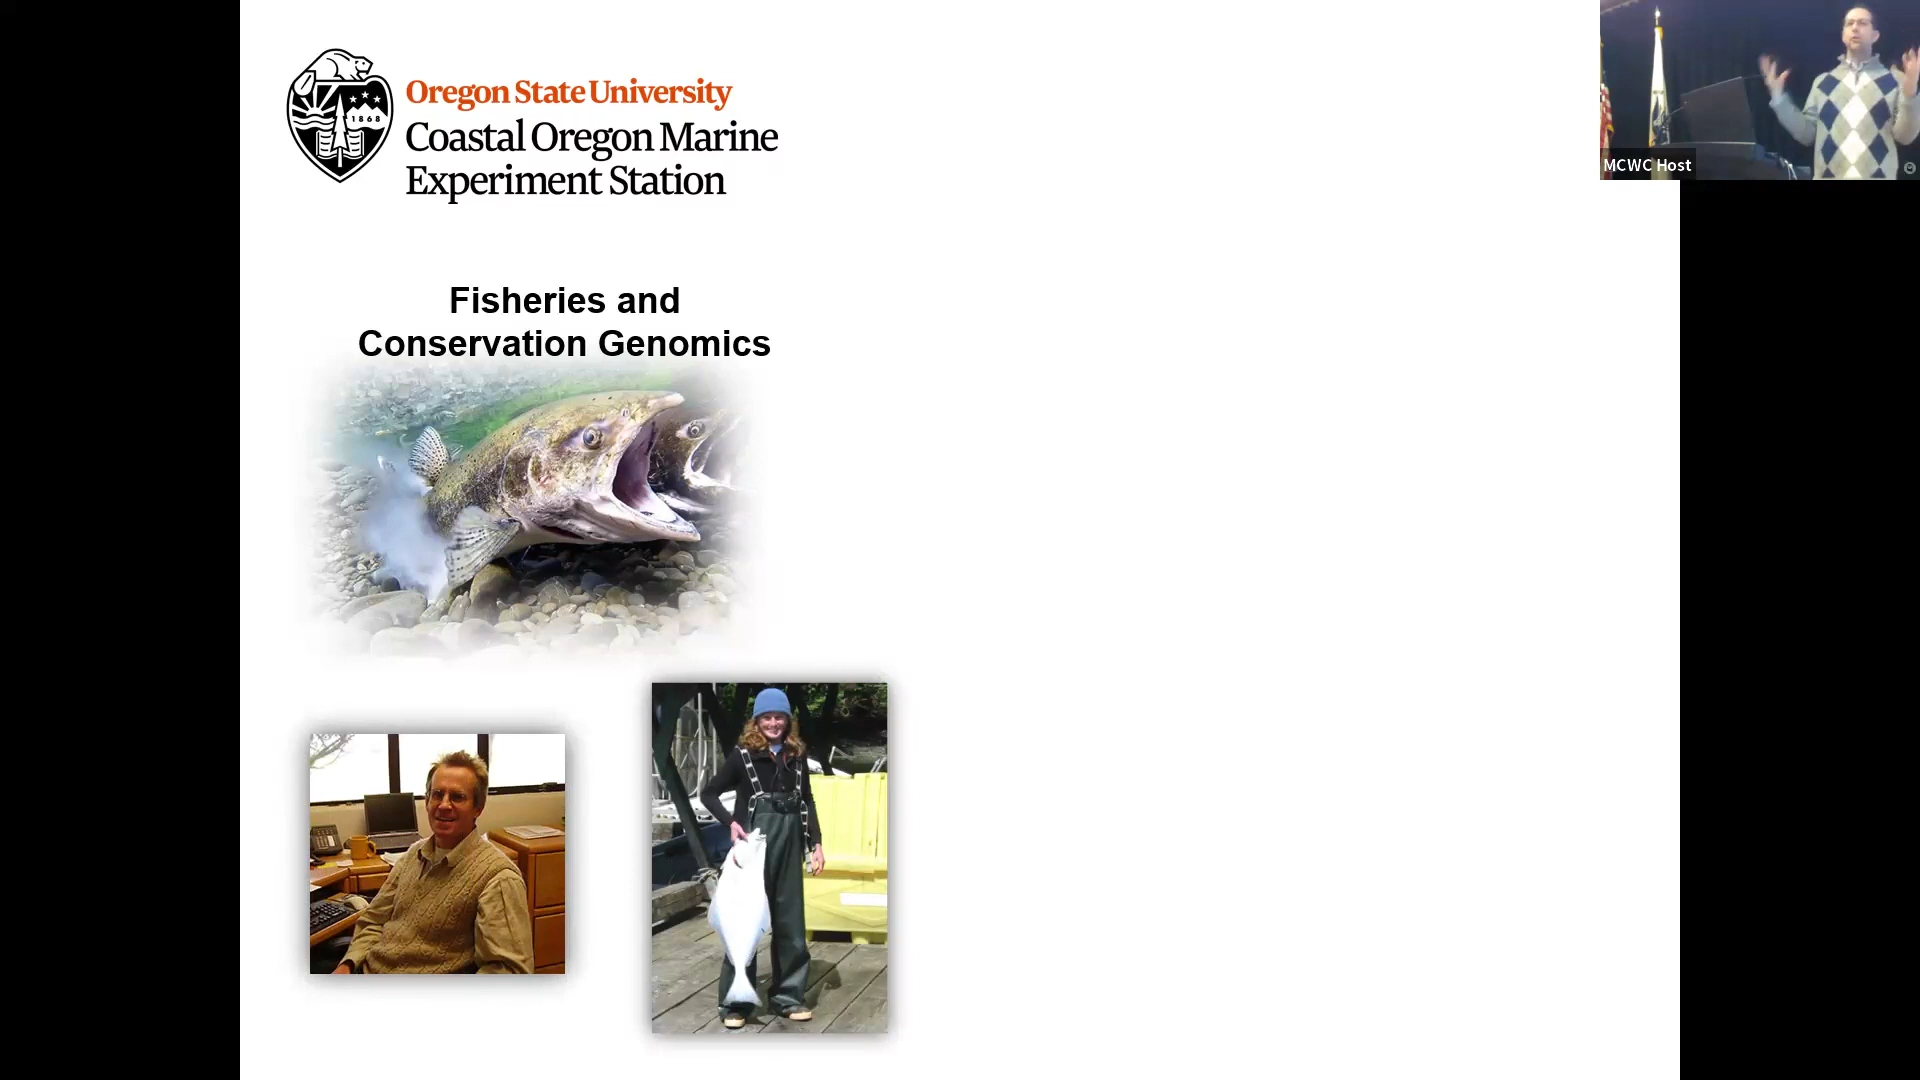 1868
Oregon State University
Coastal Oregon Marine
Experiment Station
Fisheries and
Conservation Genomics
MCWC Host